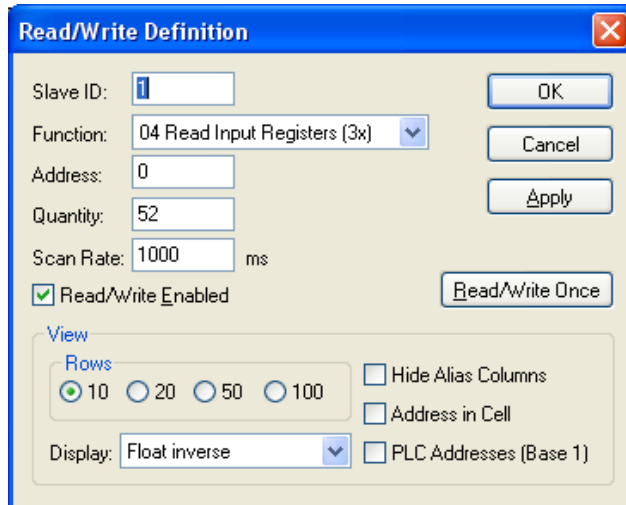 Read/Write Definition
Slave ID: 1
OK
Function: 04 Read Input Registers (3x)
Cancel
Address: 0
Apply
Quantity: 52
Scan Rate: 1000 ms
Read/Write Enabled
Read/Write Once
View
Rows
10 20 50 100
Hide Alias Columns
Address in Cell
Display: Float inverse
PLC Addresses (Base 1)